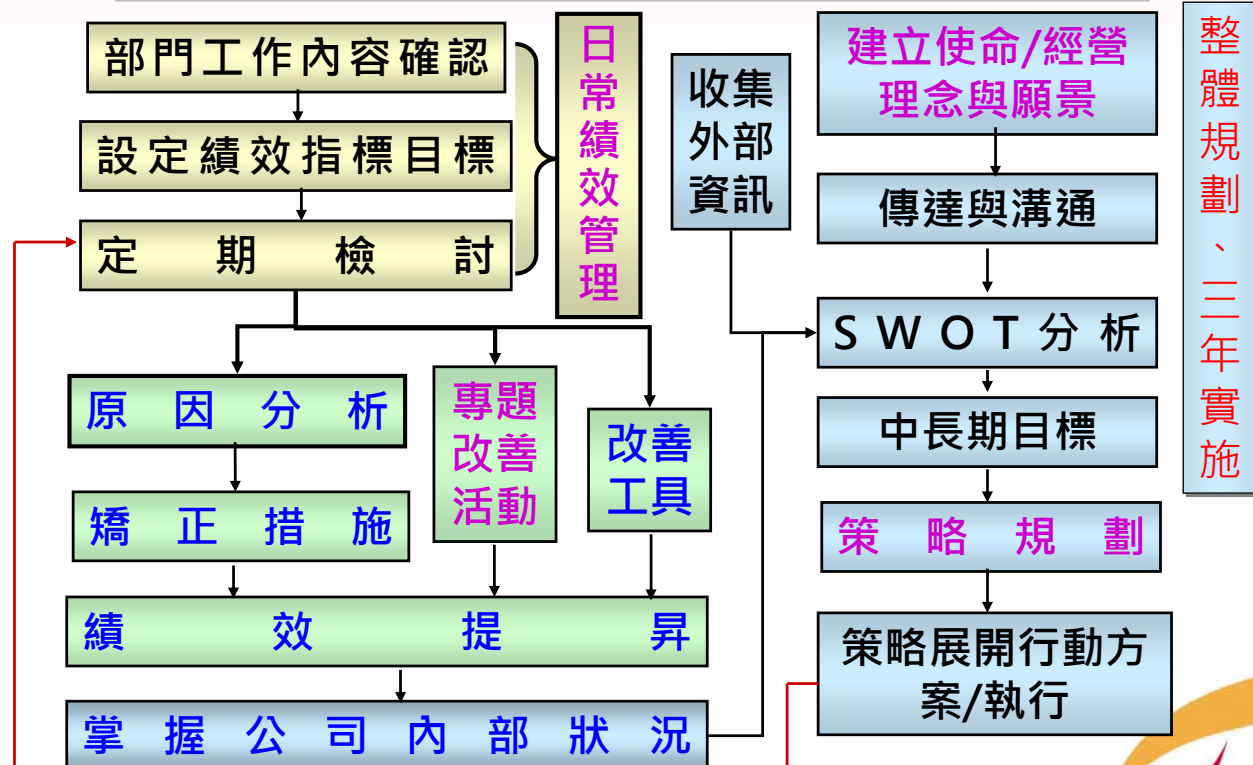 部門工作內容確認
設定績效指標目標
定期檢討
日常績效管理
原因分析
矯正措施
專題
改善
活動
改善
工具
績效提昇
掌握公司內部狀況
收集
外部
資訊
建立使命/經營
理念與願景
傳達與溝通
SWOT分析
中長期目標
策略規劃
策略展開行動方
案/執行
整體規劃、三年實施